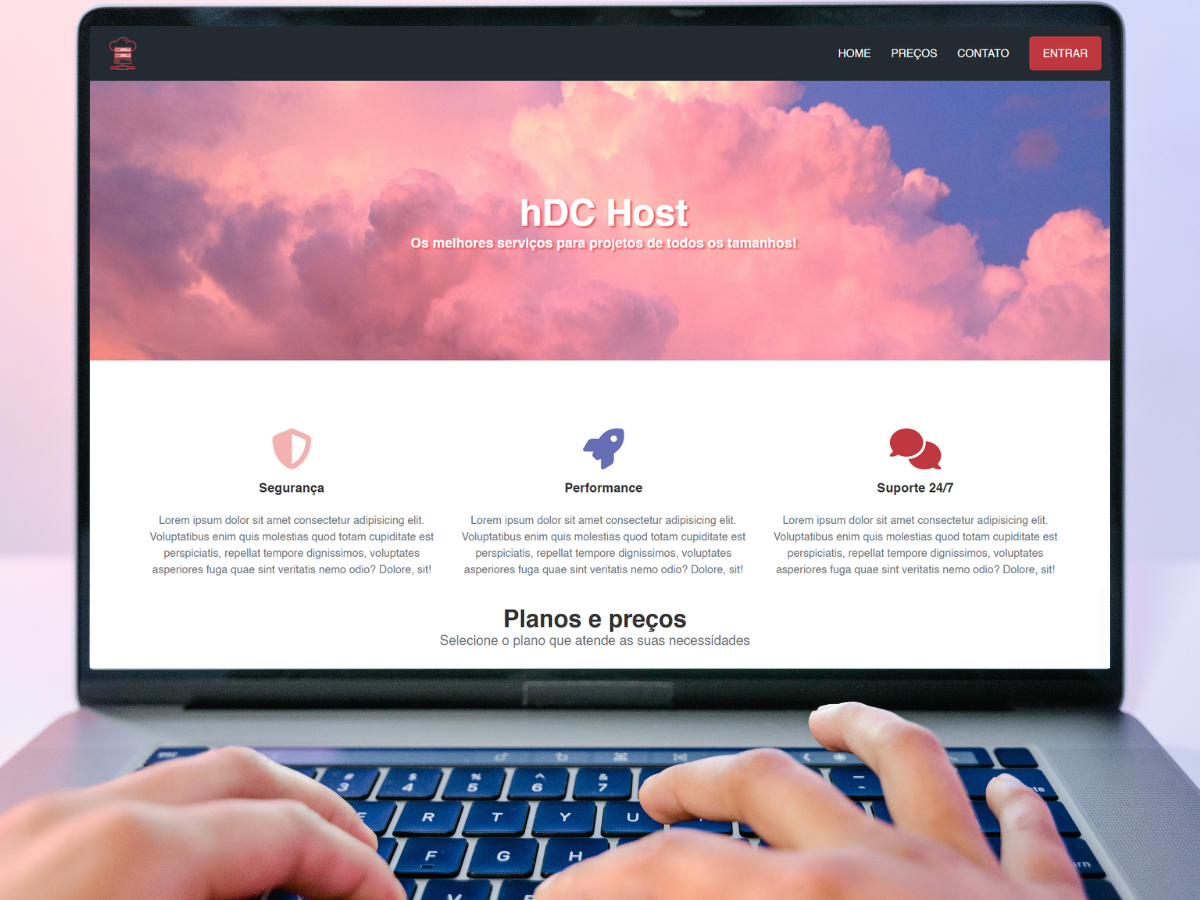 HOME PREÇOS CONTATO ENTRAR
hDC Host
Os melhores serviços para projetos de todos os tamanhos!
Segurança
Lorem ipsum dolor sit amet consectetur adipisicing elit.
Voluptatibus enim quis molestias quod totam cupiditate est
perspiciatis, repellat tempore dignissimos, voluptates
asperiores fuga quae sint veritatis nemo odio? Dolore, sit!
Performance
Lorem ipsum dolor sit amet consectetur adipisicing elit.
Voluptatibus enim quis molestias quod totam cupiditate est
perspiciatis, repellat tempore dignissimos, voluptates
asperiores fuga quae sint veritatis nemo odio? Dolore, sit!
Suporte 24/7
Lorem ipsum dolor sit amet consectetur adipisicing elit.
Voluptatibus enim quis molestias quod totam cupiditate est
perspiciatis, repellat tempore dignissimos, voluptates
asperiores fuga quae sint veritatis nemo odio? Dolore, sit!
Planos e preços
Selecione o plano que atende as suas necessidades
esc
# $ % ^ &
3 4 5 6 7
E R T Y U
F G H
V